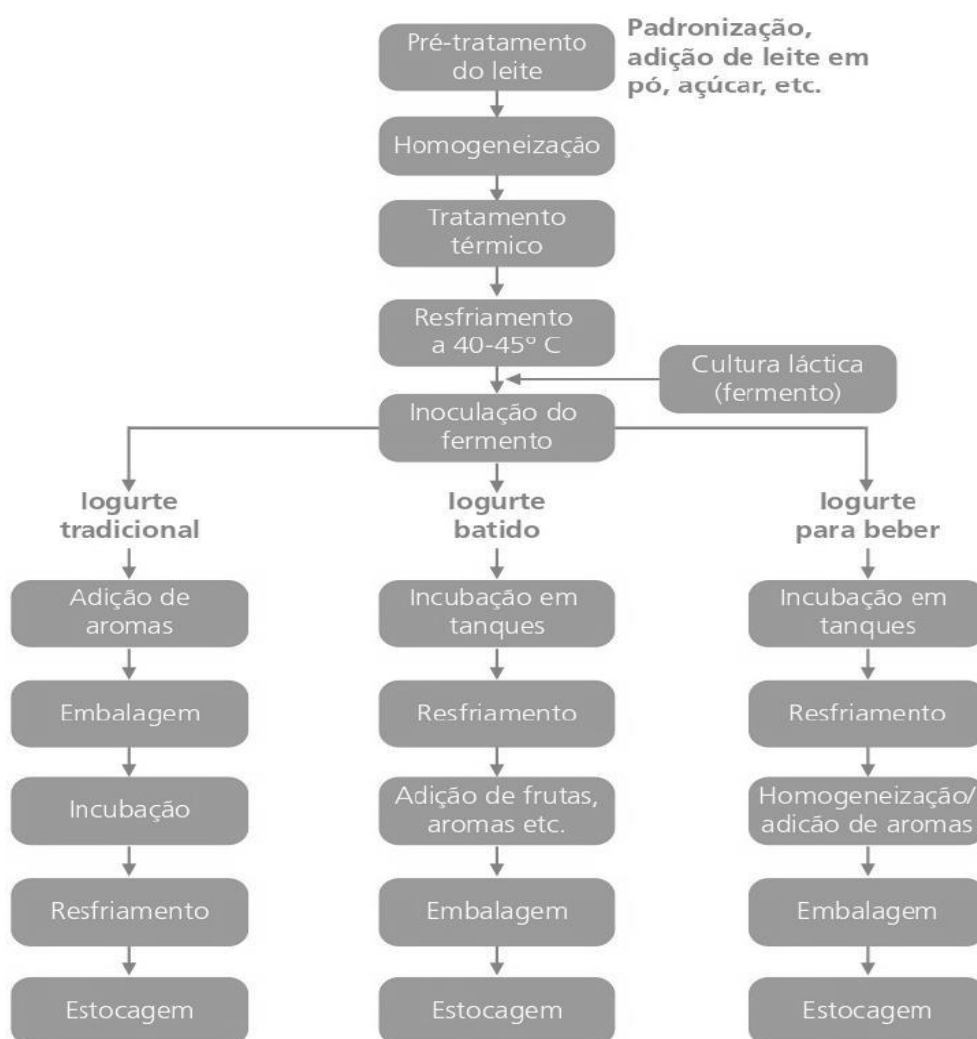 Pré-tratamento
do leite
Padronização,
adição de leite em
pó, açúcar, etc.
Homogeneização
Tratamento
térmico
Resfriamento
a 40-45º C
Cultura láctica
(fermento)
Inoculação do
fermento
Iogurte
tradicional
Adição de
aromas
Embalagem
Incubação
Resfriamento
Estocagem
Iogurte
batido
Incubação em
tanques
Resfriamento
Adição de frutas,
aromas etc.
Embalagem
Estocagem
Iogurte
para beber
Incubação em
tanques
Resfriamento
Homogeneização/
adicão de aromas
Embalagem
Estocagem